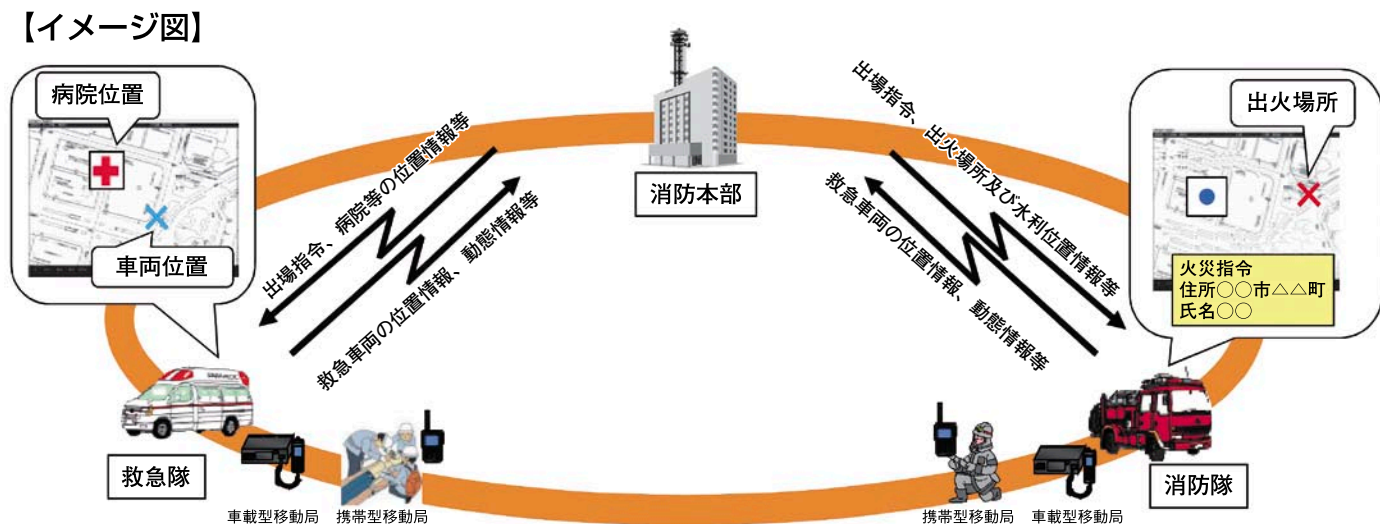 【イメージ図】
病院位置
車両位置
出場指令、病院等の位置情報等
救急車両の位置情報、動態情報等
消防本部
出場指令、出火場所及び水利位置情報等
救急車両の位置情報、動態情報等
出火場所
火災指令
住所○○市△△町
氏名○○
救急隊
車載型移動局
携帯型移動局
携帯型移動局
車載型移動局
消防隊